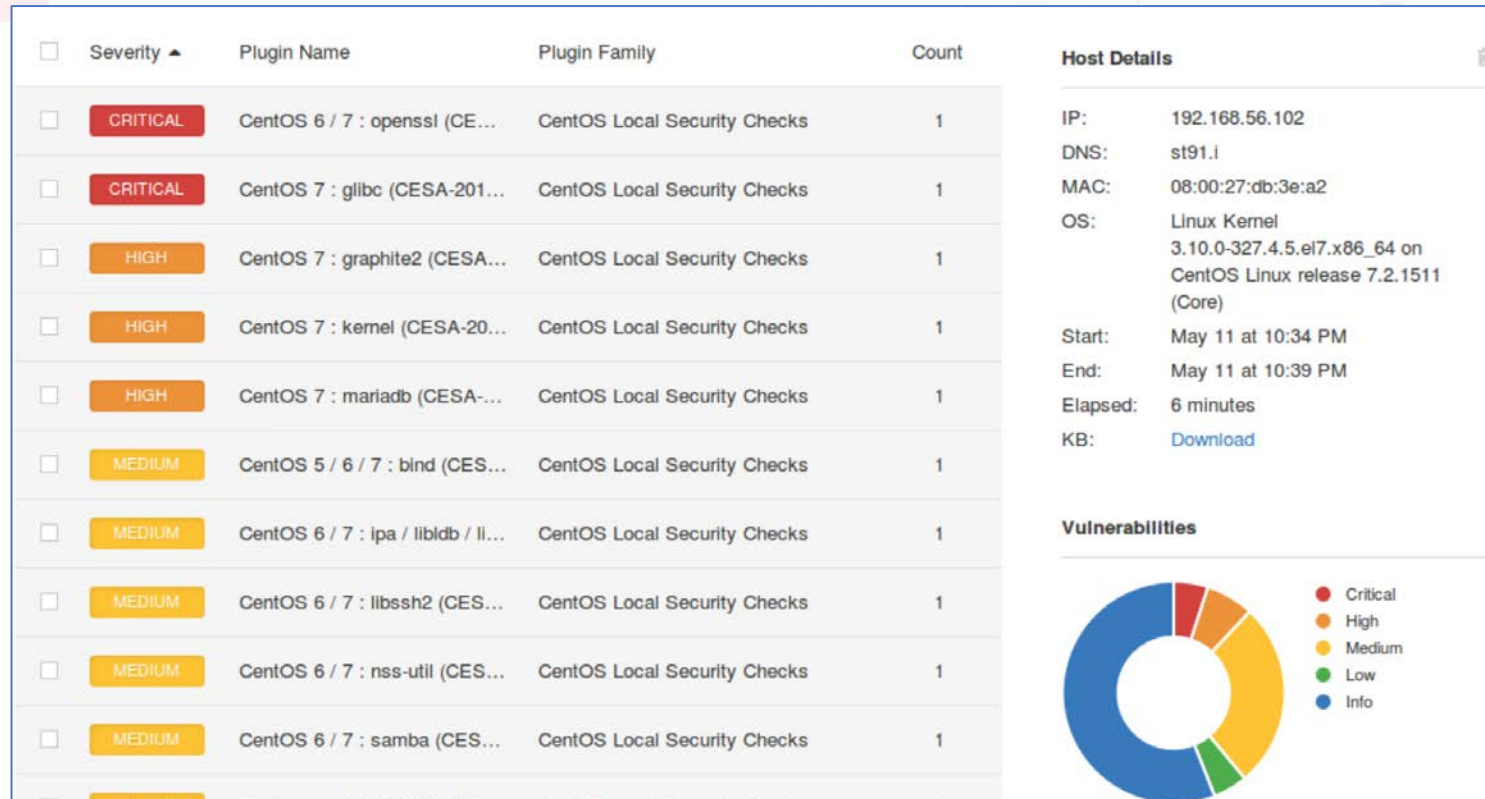 Severity Plugin Name Plugin Family Count
CRITICAL CentOS 6 / 7 : openssl (CE... CentOS Local Security Checks 1
CRITICAL CentOS 7 : glibc (CESA-201... CentOS Local Security Checks 1
HIGH CentOS 7 : graphite2 (CESA... CentOS Local Security Checks 1
HIGH CentOS 7 : kernel (CESA-20... CentOS Local Security Checks 1
HIGH CentOS 7 : mariadb (CESA-... CentOS Local Security Checks 1
MEDIUM CentOS 5 / 6 / 7 : bind (CES... CentOS Local Security Checks 1
MEDIUM CentOS 6 / 7 : ipa / libldb / li... CentOS Local Security Checks 1
MEDIUM CentOS 6 / 7 : libssh2 (CES... CentOS Local Security Checks 1
MEDIUM CentOS 6 / 7 : nss-util (CES... CentOS Local Security Checks 1
MEDIUM CentOS 6 / 7 : samba (CES... CentOS Local Security Checks 1
Host Details
IP: 192.168.56.102
DNS: st91.i
MAC: 08:00:27:db:3e:a2
OS: Linux Kernel
3.10.0-327.4.5.el7.x86_64 on
CentOS Linux release 7.2.1511
(Core)
Start: May 11 at 10:34 PM
End: May 11 at 10:39 PM
Elapsed: 6 minutes
KB: Download
Vulnerabilities
Critical
High
Medium
Low
Info